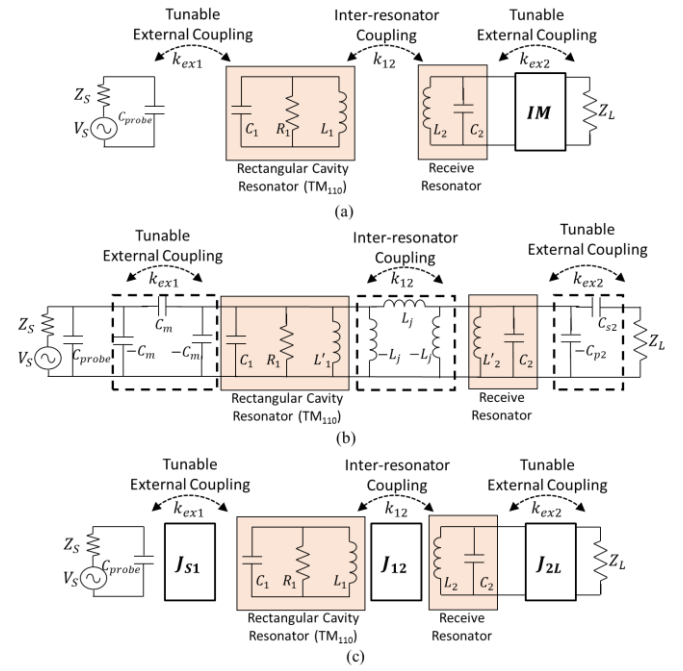 Tunable
External Coupling
k_ex1
Inter-resonator
Coupling
k_12
Tunable
External Coupling
k_ex2
Z_S
V_S
C_probe
C_1
R_1
L_1
L_2
C_2
IM
Z_L
Rectangular Cavity
Resonator (TM_110)
Receive
Resonator
(a)
Tunable
External Coupling
k_ex1
Inter-resonator
Coupling
k_12
Tunable
External Coupling
k_ex2
Z_S
V_S
C_probe
C_m
-C_m
-C_m
C_1
R_1
L'_1
L_j
-L_j
-L_j
L'_2
C_2
C_s2
-C_p2
Z_L
Rectangular Cavity
Resonator (TM_110)
Receive
Resonator
(b)
Tunable
External Coupling
k_ex1
Inter-resonator
Coupling
k_12
Tunable
External Coupling
k_ex2
Z_S
V_S
C_probe
J_S1
C_1
R_1
L_1
J_12
L_2
C_2
J_2L
Z_L
Rectangular Cavity
Resonator (TM_110)
Receive
Resonator
(c)